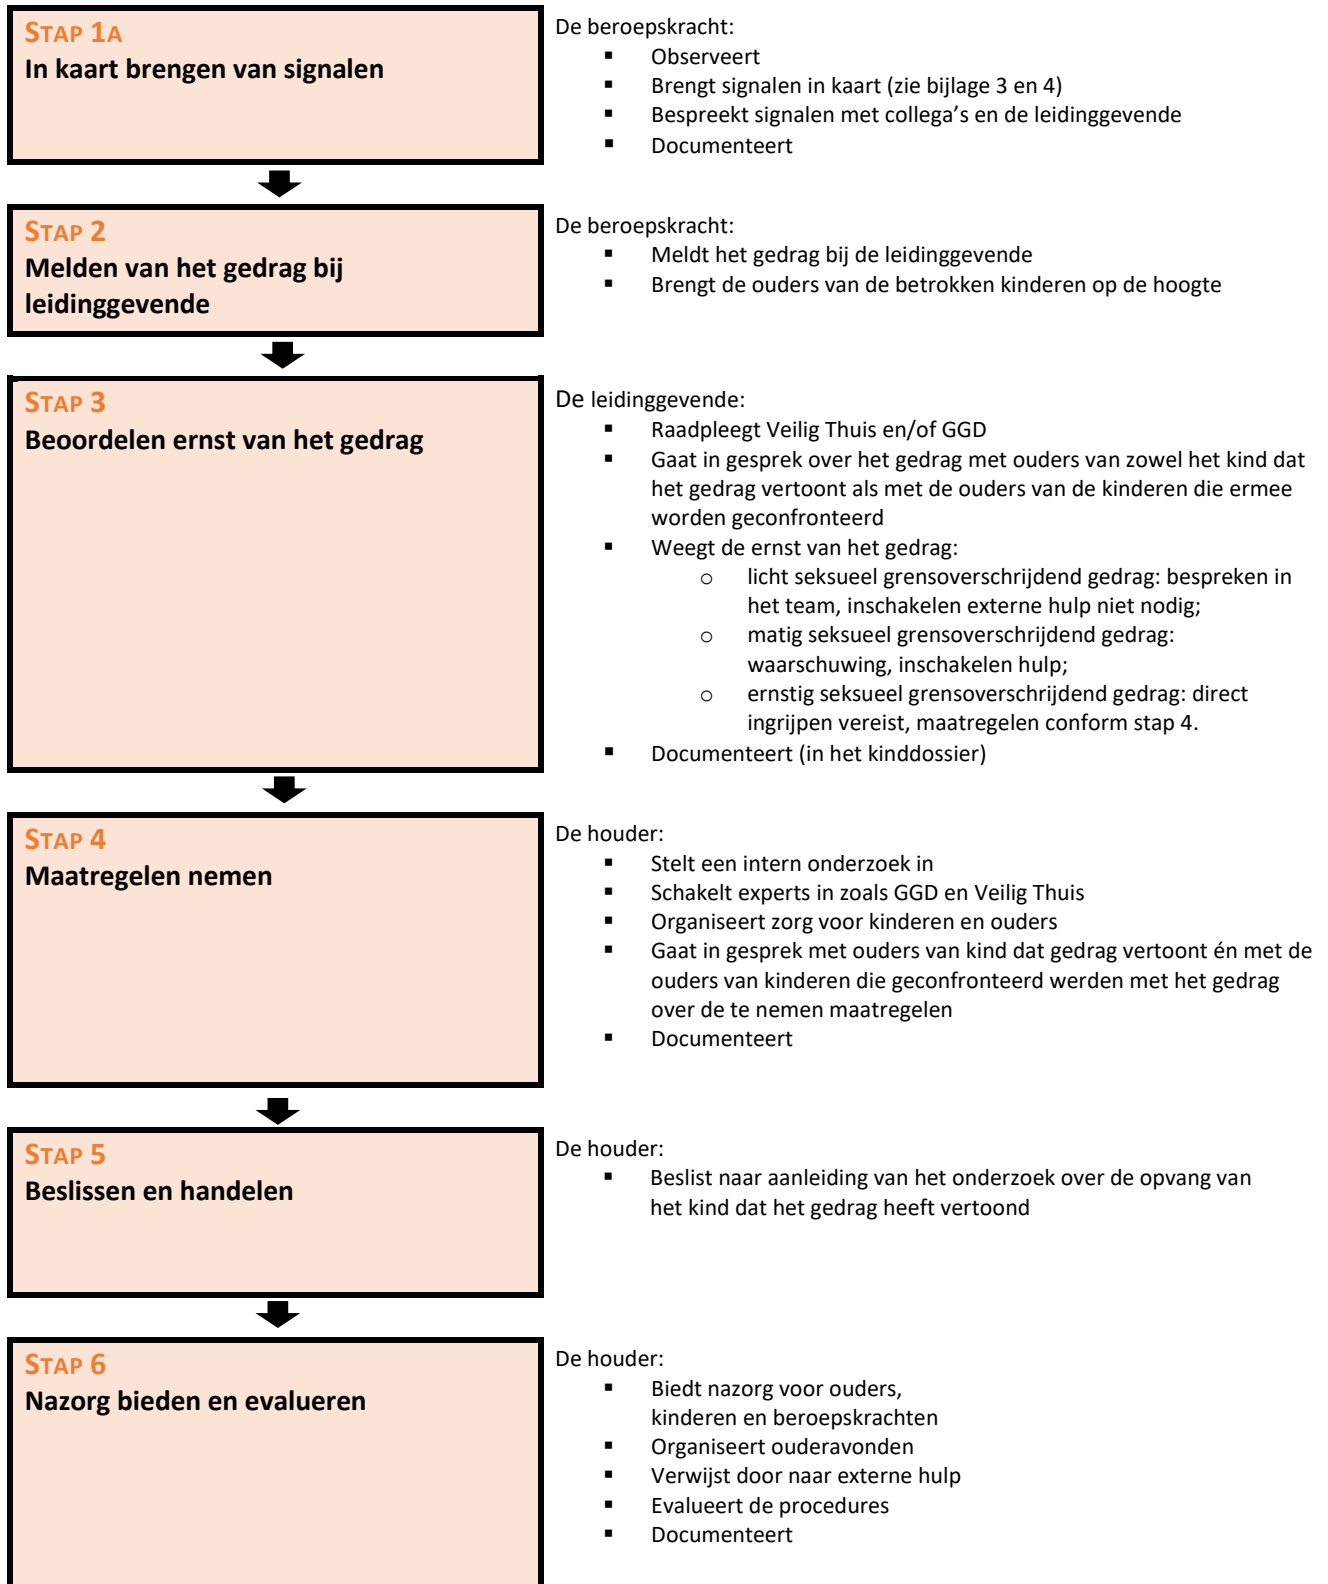 STAP 1A
In kaart brengen van signalen
De beroepskracht:
▪ Observeert
▪ Brengt signalen in kaart (zie bijlage 3 en 4)
▪ Bespreekt signalen met collega’s en de leidinggevende
▪ Documenteert
STAP 2
Melden van het gedrag bij
leidinggevende
De beroepskracht:
▪ Meldt het gedrag bij de leidinggevende
▪ Brengt de ouders van de betrokken kinderen op de hoogte
STAP 3
Beoordelen ernst van het gedrag
De leidinggevende:
▪ Raadpleegt Veilig Thuis en/of GGD
▪ Gaat in gesprek over het gedrag met ouders van zowel het kind dat
het gedrag vertoont als met de ouders van de kinderen die ermee
worden geconfronteerd
▪ Weegt de ernst van het gedrag:
o licht seksueel grensoverschrijdend gedrag: bespreken in
het team, inschakelen externe hulp niet nodig;
o matig seksueel grensoverschrijdend gedrag:
waarschuwing, inschakelen hulp;
o ernstig seksueel grensoverschrijdend gedrag: direct
ingrijpen vereist, maatregelen conform stap 4.
▪ Documenteert (in het kinddossier)
STAP 4
Maatregelen nemen
De houder:
▪ Stelt een intern onderzoek in
▪ Schakelt experts in zoals GGD en Veilig Thuis
▪ Organiseert zorg voor kinderen en ouders
▪ Gaat in gesprek met ouders van kind dat gedrag vertoont én met de
ouders van kinderen die geconfronteerd werden met het gedrag
over de te nemen maatregelen
▪ Documenteert
STAP 5
Beslissen en handelen
De houder:
▪ Beslist naar aanleiding van het onderzoek over de opvang van
het kind dat het gedrag heeft vertoond
STAP 6
Nazorg bieden en evalueren
De houder:
▪ Biedt nazorg voor ouders,
kinderen en beroepskrachten
▪ Organiseert ouderavonden
▪ Verwijst door naar externe hulp
▪ Evalueert de procedures
▪ Documenteert